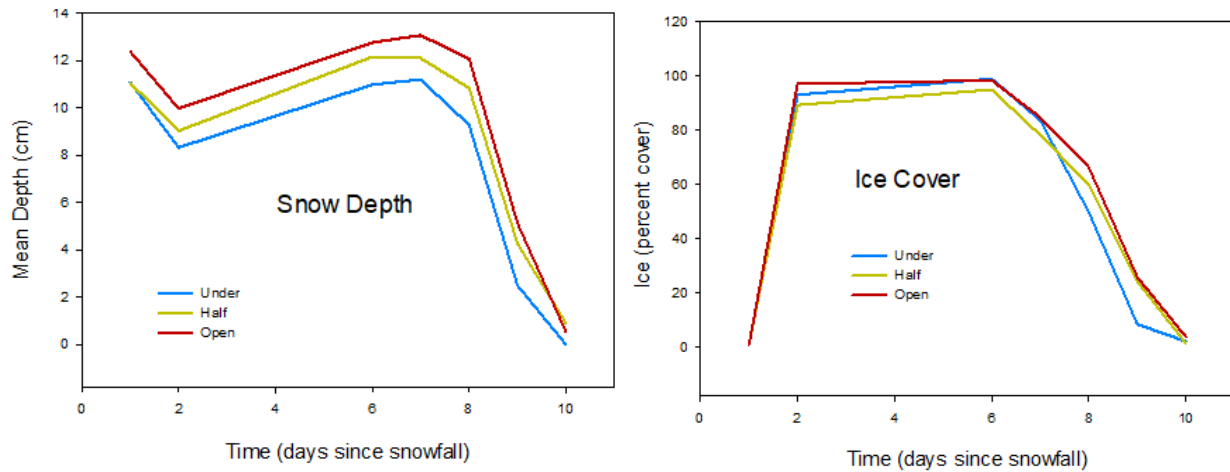 14
12
10
8
6
4
2
0
Mean Depth (cm)
Snow Depth
Under
Half
Open
0 2 4 6 8 10
Time (days since snowfall)
120
100
80
60
40
20
0
Ice (percent cover)
Ice Cover
Under
Half
Open
0 2 4 6 8 10
Time (days since snowfall)